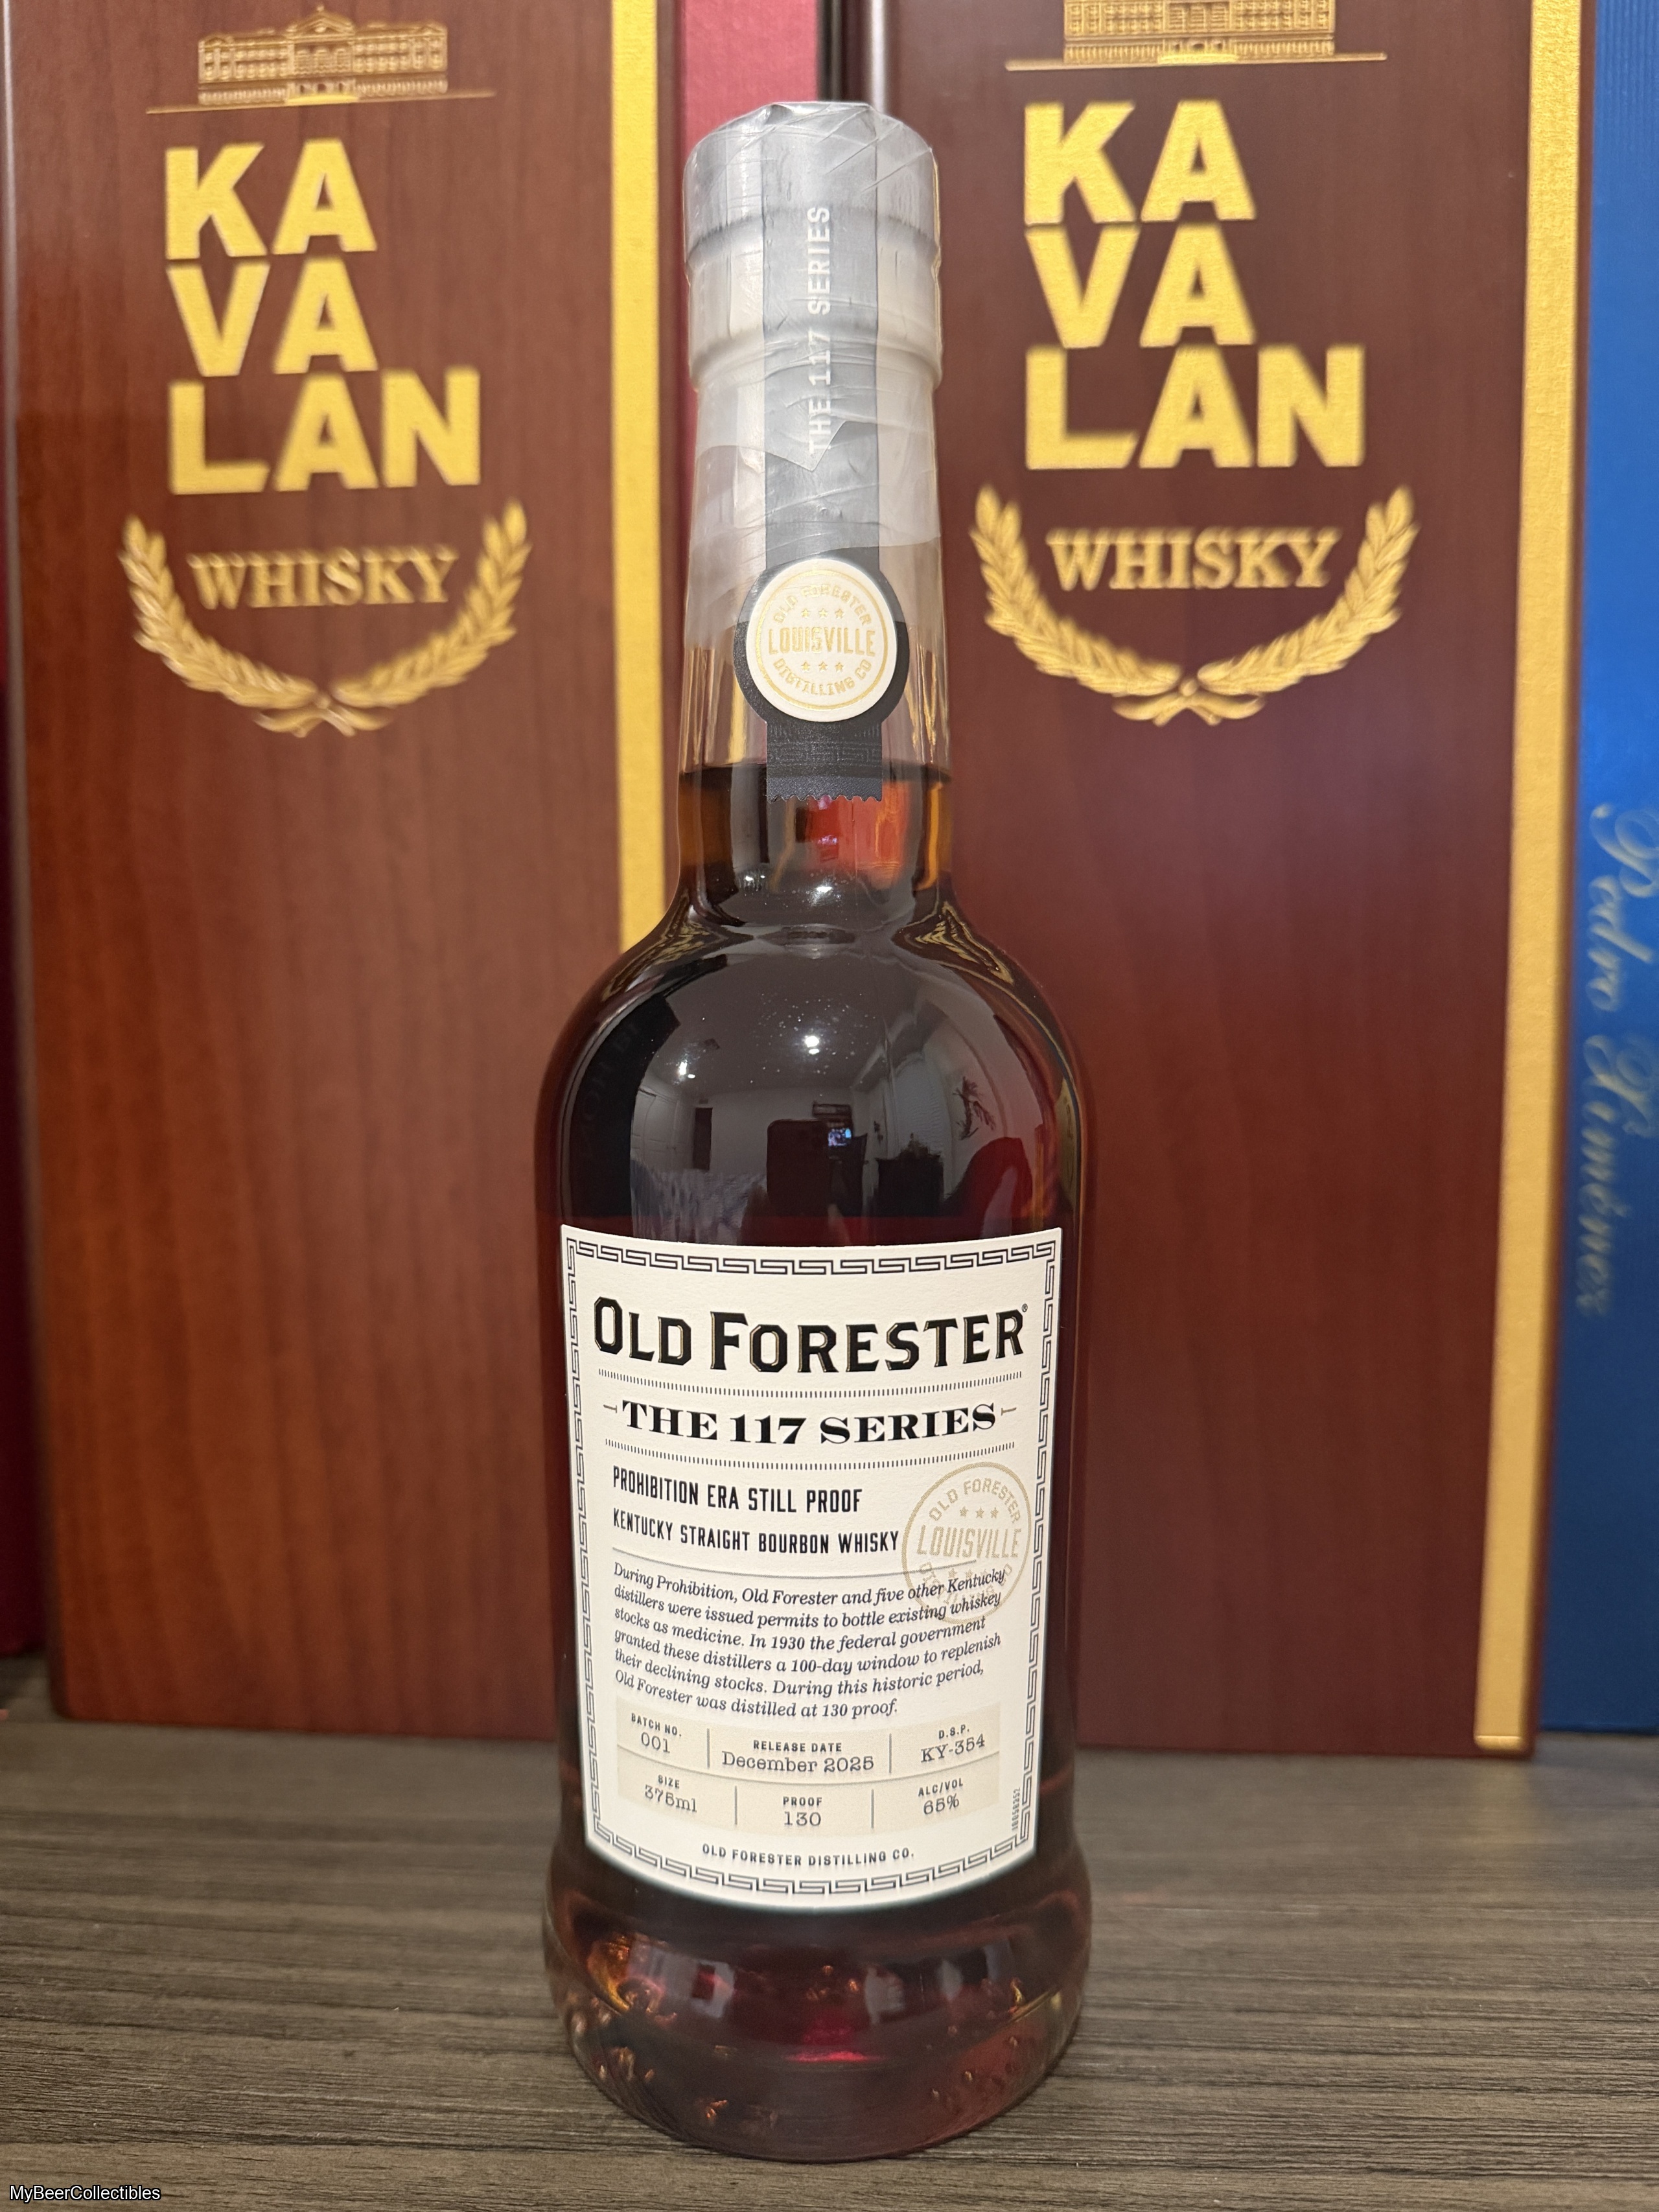 KA
VA
LAN
WHISKY
KA
VA
LAN
WHISKY
Pedro Ximénez
THE 117 SERIES
OLD FORESTER
LOUISVILLE
DISTILLING CO
OLD FORESTER®
THE 117 SERIES
PROHIBITION ERA STILL PROOF
KENTUCKY STRAIGHT BOURBON WHISKY
OLD FORESTER
LOUISVILLE
During Prohibition, Old Forester and five other Kentucky
distillers were issued permits to bottle existing whiskey
stocks as medicine. In 1930 the federal government
granted these distillers a 100-day window to replenish
their declining stocks. During this historic period,
Old Forester was distilled at 130 proof.
BATCH NO.
001
RELEASE DATE
December 2025
D.S.P.
KY-354
SIZE
375ml
PROOF
130
ALC/VOL
65%
OLD FORESTER DISTILLING CO.
MyBeerCollectibles